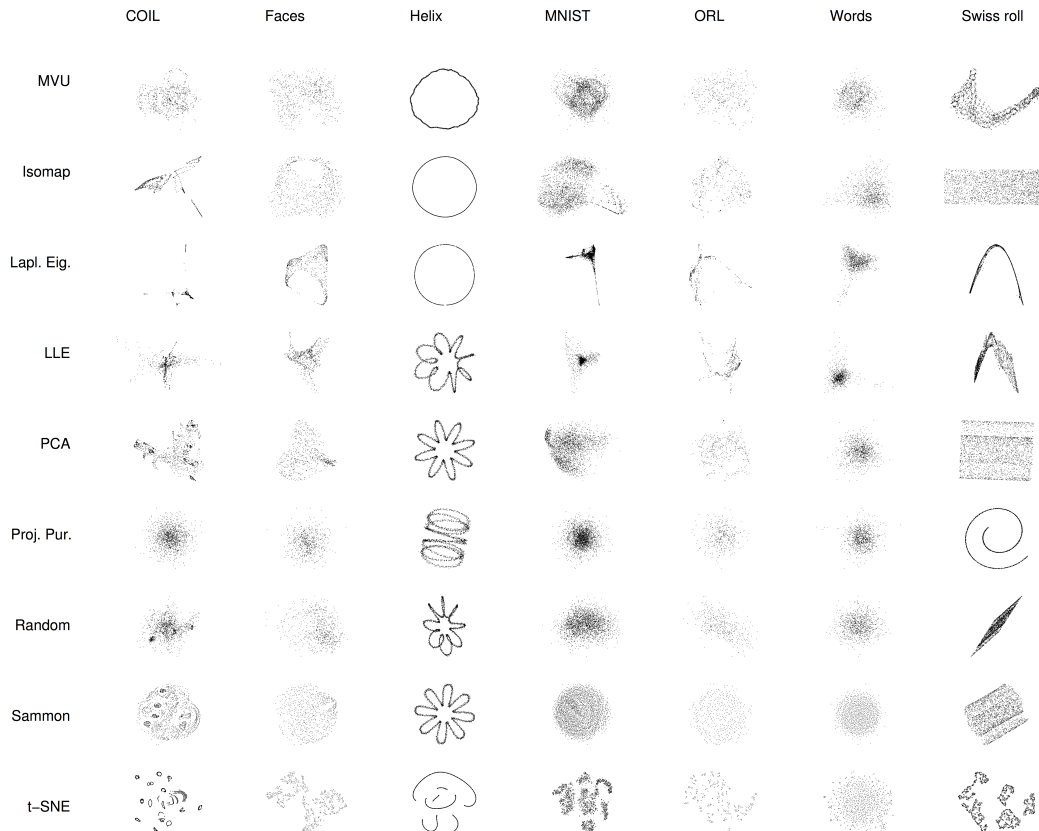 COIL Faces Helix MNIST ORL Words Swiss roll
MVU
Isomap
Lapl. Eig.
LLE
PCA
Proj. Pur.
Random
Sammon
t−SNE